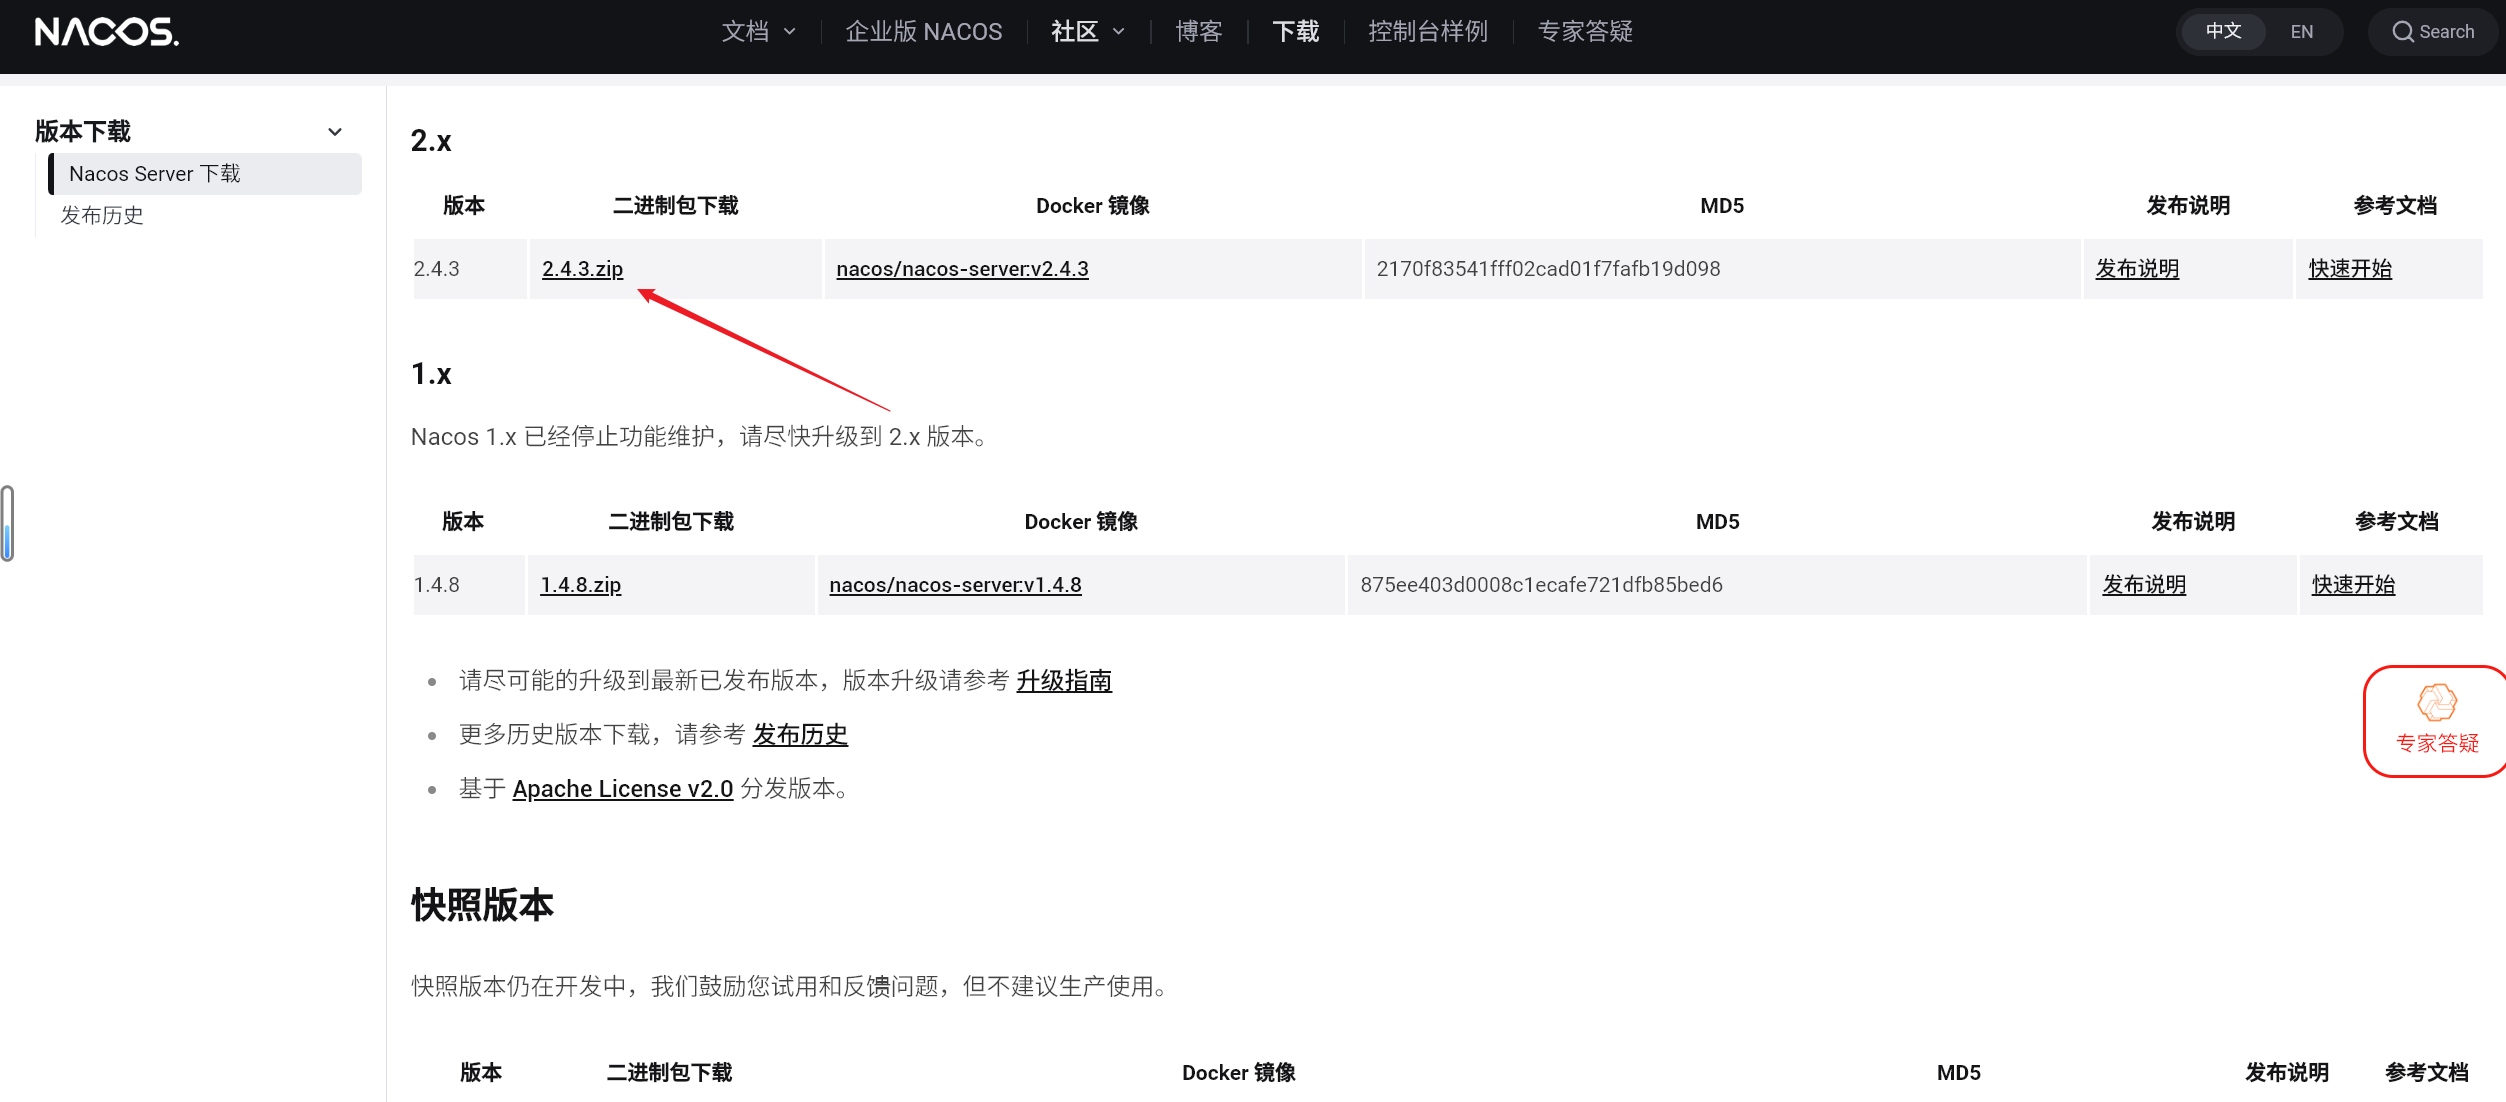 NACOS.
文档 企业版 NACOS 社区 博客 下载 控制台样例 专家答疑 中文 EN Search
版本下载
Nacos Server 下载
发布历史
2.x
版本 二进制包下载 Docker 镜像 MD5 发布说明 参考文档
2.4.3 2.4.3.zip nacos/nacos-server:v2.4.3 2170f83541fff02cad01f7fafb19d098 发布说明 快速开始
1.x
Nacos 1.x 已经停止功能维护，请尽快升级到 2.x 版本。
版本 二进制包下载 Docker 镜像 MD5 发布说明 参考文档
1.4.8 1.4.8.zip nacos/nacos-server:v1.4.8 875ee403d0008c1ecafe721dfb85bed6 发布说明 快速开始
请尽可能的升级到最新已发布版本，版本升级请参考 升级指南
更多历史版本下载，请参考 发布历史
基于 Apache License v2.0 分发版本。
专家答疑
快照版本
快照版本仍在开发中，我们鼓励您试用和反馈问题，但不建议生产使用。
版本 二进制包下载 Docker 镜像 MD5 发布说明 参考文档